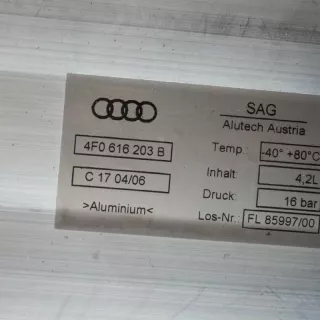 SAG
Alutech Austria
4F0 616 203 B
Temp.: -40° +80°C
C 17 04/06
Inhalt: 4,2L
>Aluminium<
Druck: 16 bar
Los-Nr.: FL 85997/00